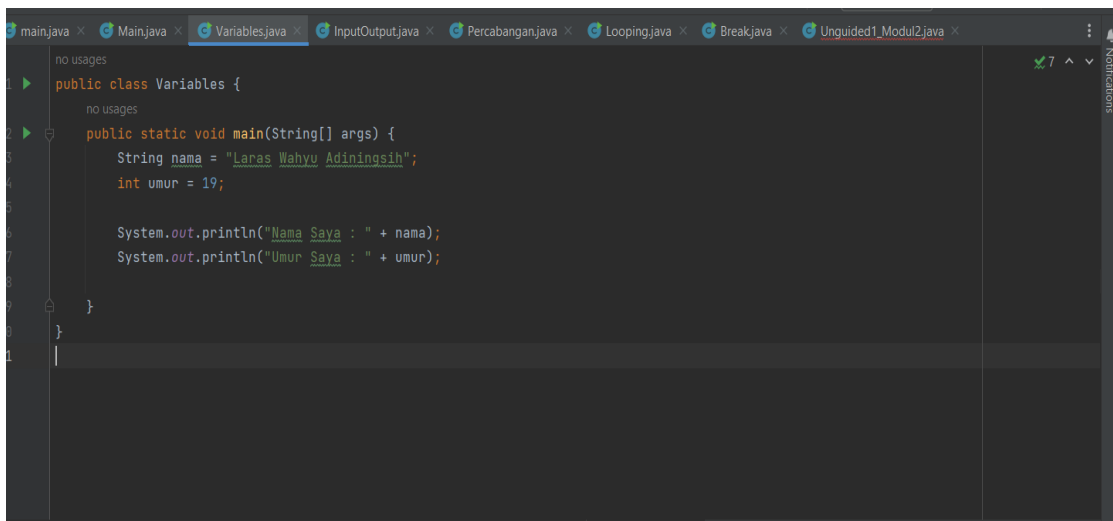 main.java × Main.java × Variables.java × InputOutput.java × Percabangan.java × Looping.java × Break.java × Unguided1_Modul2.java ×
no usages
7
1 public class Variables {
no usages
2 public static void main(String[] args) {
3 String nama = "Laras Wahyu Adiningsih";
4 int umur = 19;
5
6 System.out.println("Nama Saya : " + nama);
7 System.out.println("Umur Saya : " + umur);
8
9 }
0 }
1
Notifications